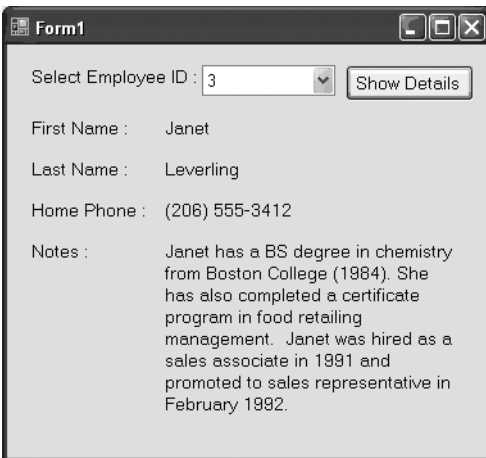 Form1
Select Employee ID : 3 Show Details
First Name : Janet
Last Name : Leverling
Home Phone : (206) 555-3412
Notes : Janet has a BS degree in chemistry
from Boston College (1984). She
has also completed a certificate
program in food retailing
management. Janet was hired as a
sales associate in 1991 and
promoted to sales representative in
February 1992.